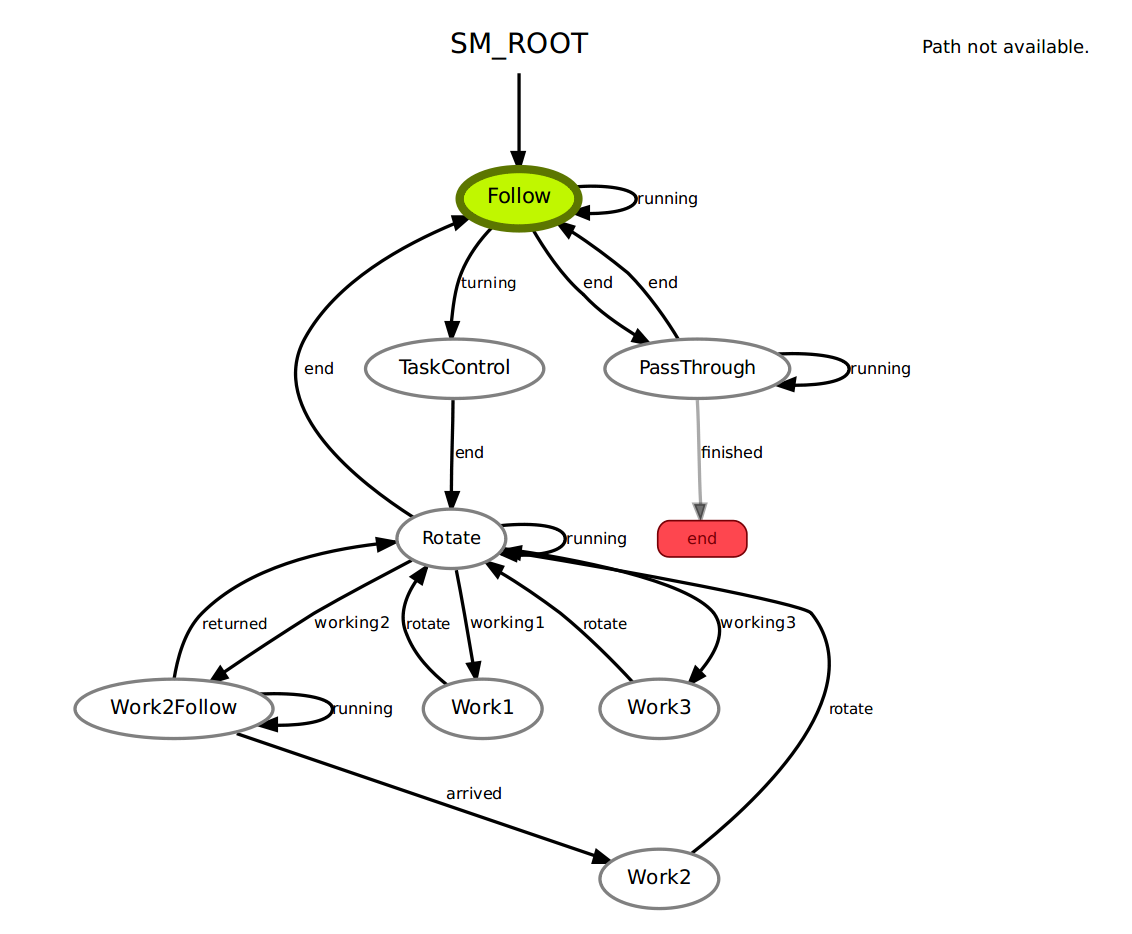 SM_ROOT
Path not available.
Follow
running
turning
end
end
end
TaskControl
PassThrough
running
end
finished
Rotate
running
end
returned
working2
rotate
working1
rotate
working3
Work2Follow
running
Work1
Work3
rotate
arrived
Work2